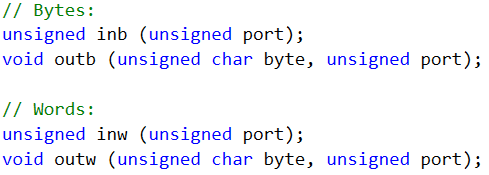 // Bytes:
unsigned inb (unsigned port);
void outb (unsigned char byte, unsigned port);
// Words:
unsigned inw (unsigned port);
void outw (unsigned char byte, unsigned port);